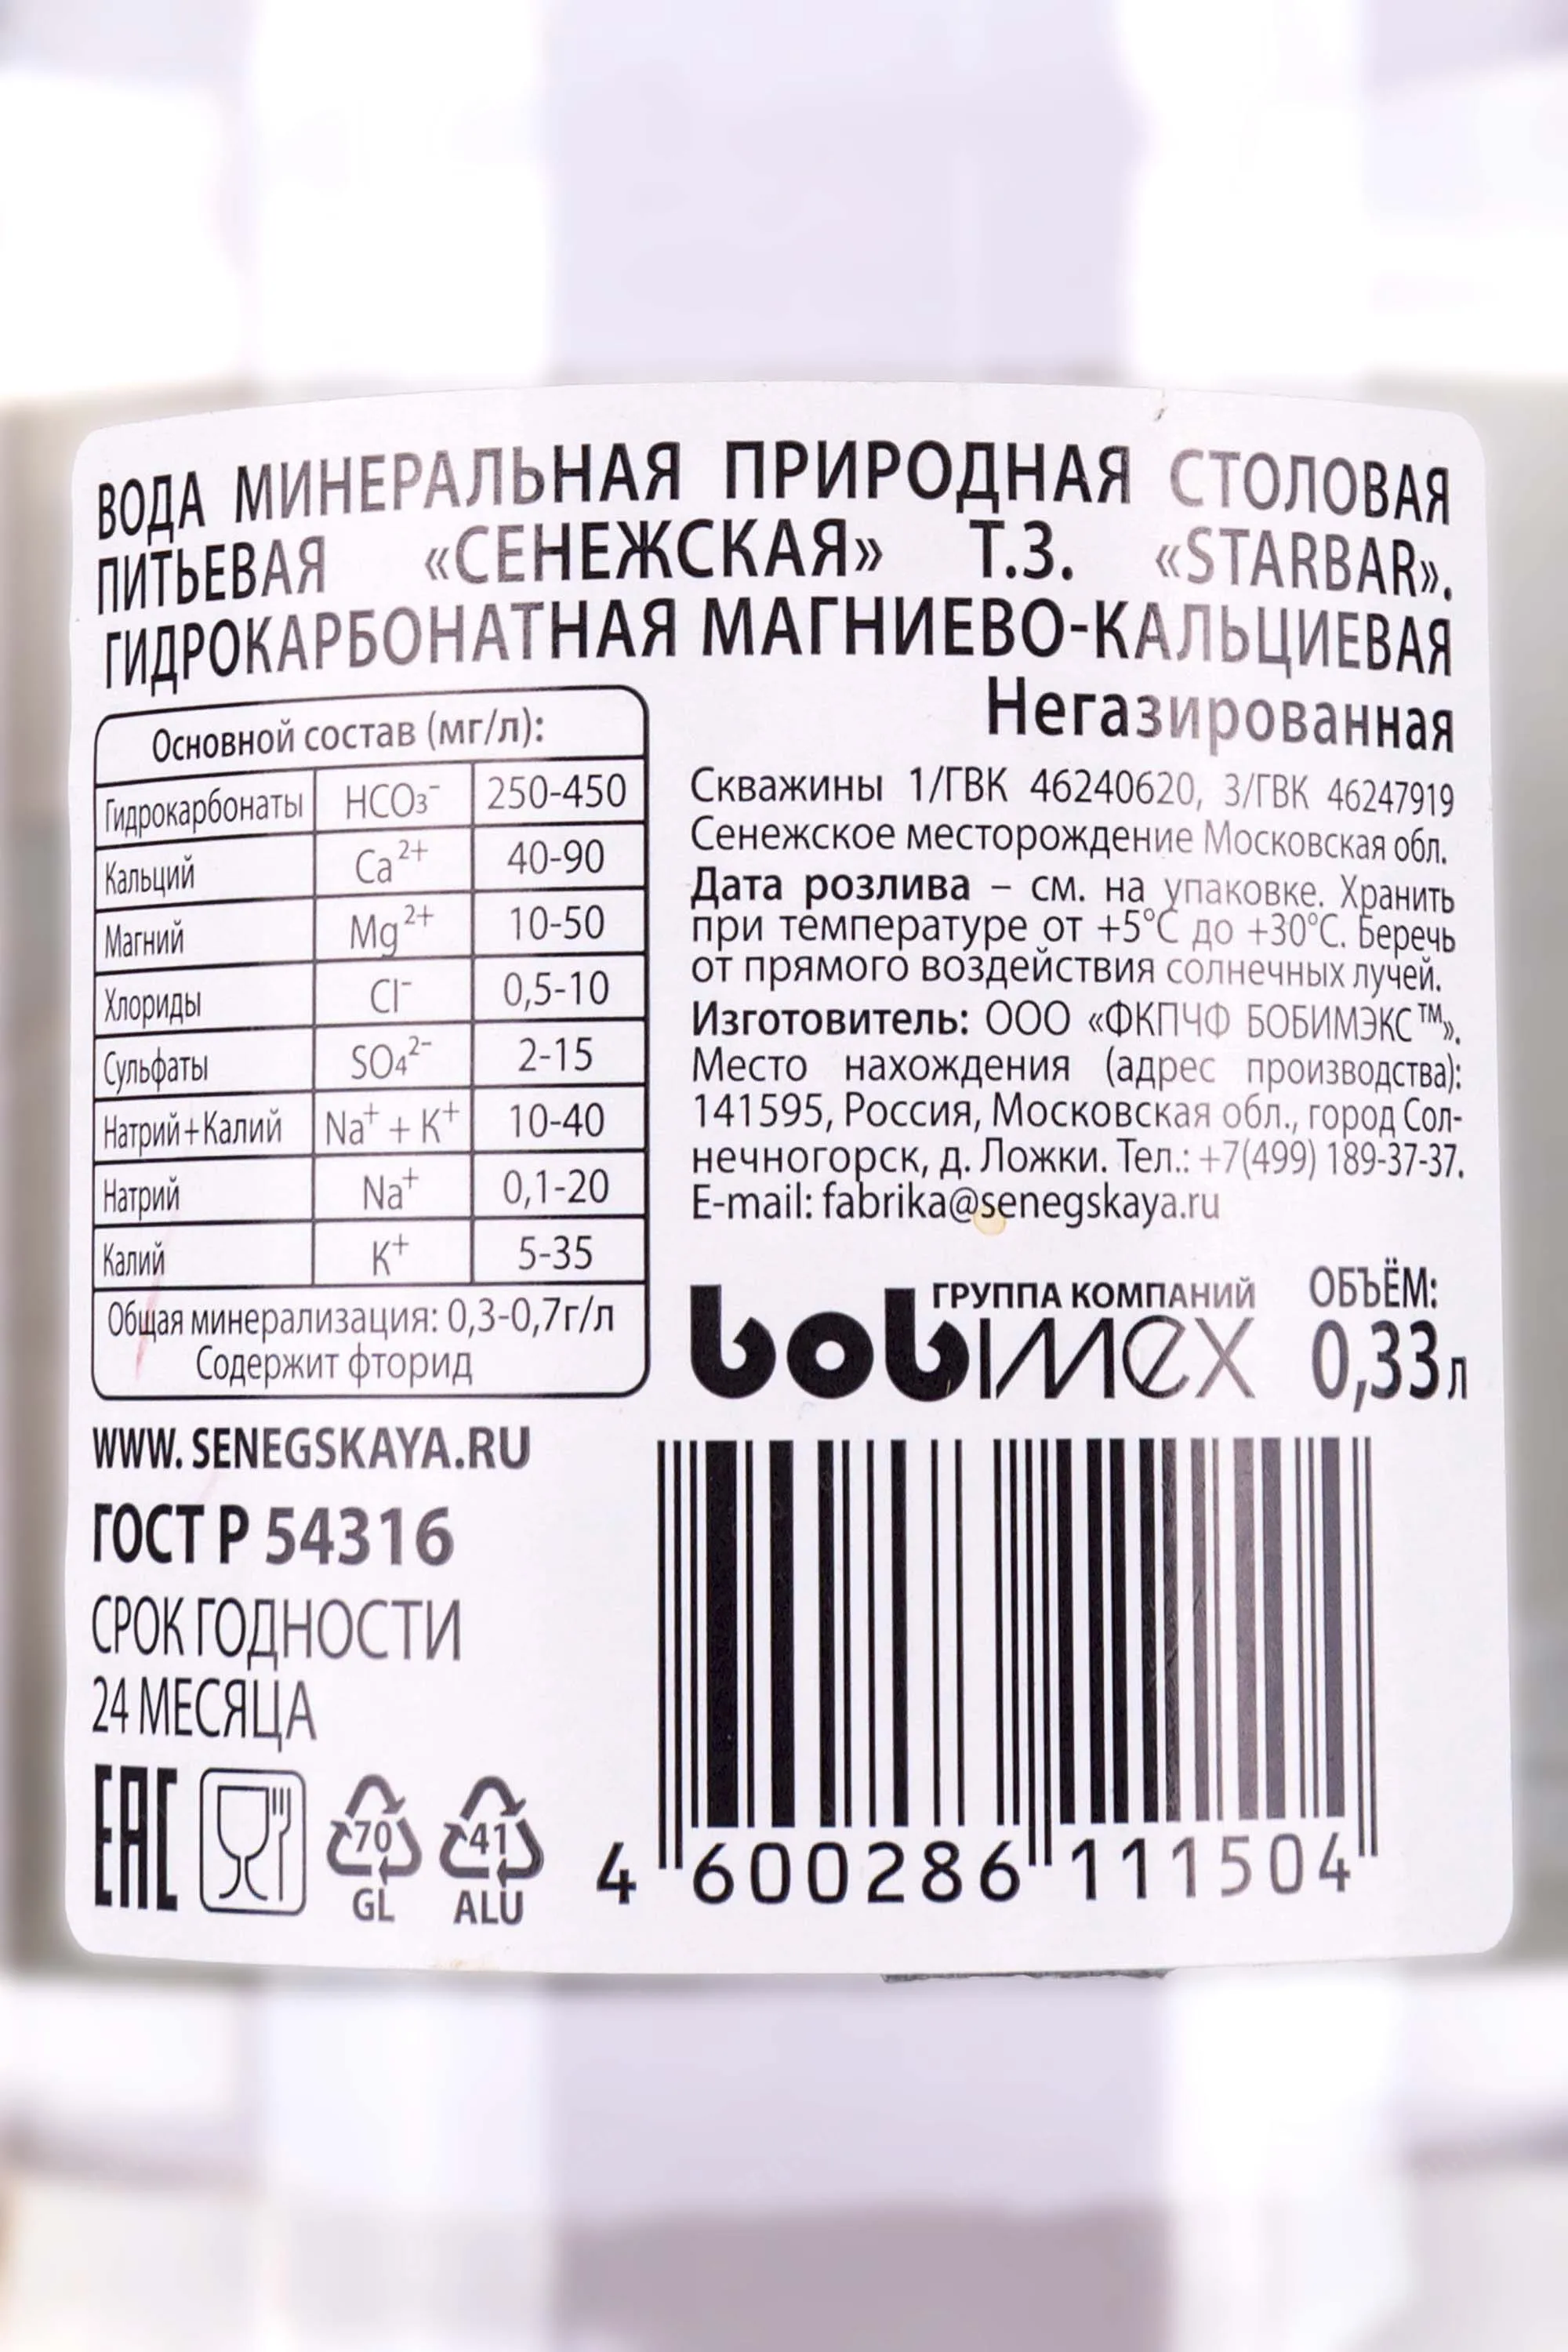 ВОДА МИНЕРАЛЬНАЯ ПРИРОДНАЯ СТОЛОВАЯ
ПИТЬЕВАЯ «СЕНЕЖСКАЯ» Т.З. «STARBAR».
ГИДРОКАРБОНАТНАЯ МАГНИЕВО-КАЛЬЦИЕВАЯ
Негазированная
Основной состав (мг/л):
Гидрокарбонаты HCO₃⁻ 250-450
Кальций Ca²⁺ 40-90
Магний Mg²⁺ 10-50
Хлориды Cl⁻ 0,5-10
Сульфаты SO₄²⁻ 2-15
Натрий+Калий Na⁺ + K⁺ 10-40
Натрий Na⁺ 0,1-20
Калий K⁺ 5-35
Общая минерализация: 0,3-0,7г/л
Содержит фторид
Скважины 1/ГВК 46240620, 3/ГВК 46247919
Сенежское месторождение Московская обл.
Дата розлива – см. на упаковке. Хранить
при температуре от +5°С до +30°С. Беречь
от прямого воздействия солнечных лучей.
Изготовитель: ООО «ФКПЧФ БОБИМЭКС™».
Место нахождения (адрес производства):
141595, Россия, Московская обл., город Сол-
нечногорск, д. Ложки. Тел.: +7(499) 189-37-37.
E-mail: fabrika@senegskaya.ru
ГРУППА КОМПАНИЙ
bobimex
ОБЪЁМ:
0,33л
WWW. SENEGSKAYA.RU
ГОСТ Р 54316
СРОК ГОДНОСТИ
24 МЕСЯЦА
EAC
70
GL
41
ALU
4 600286 111504